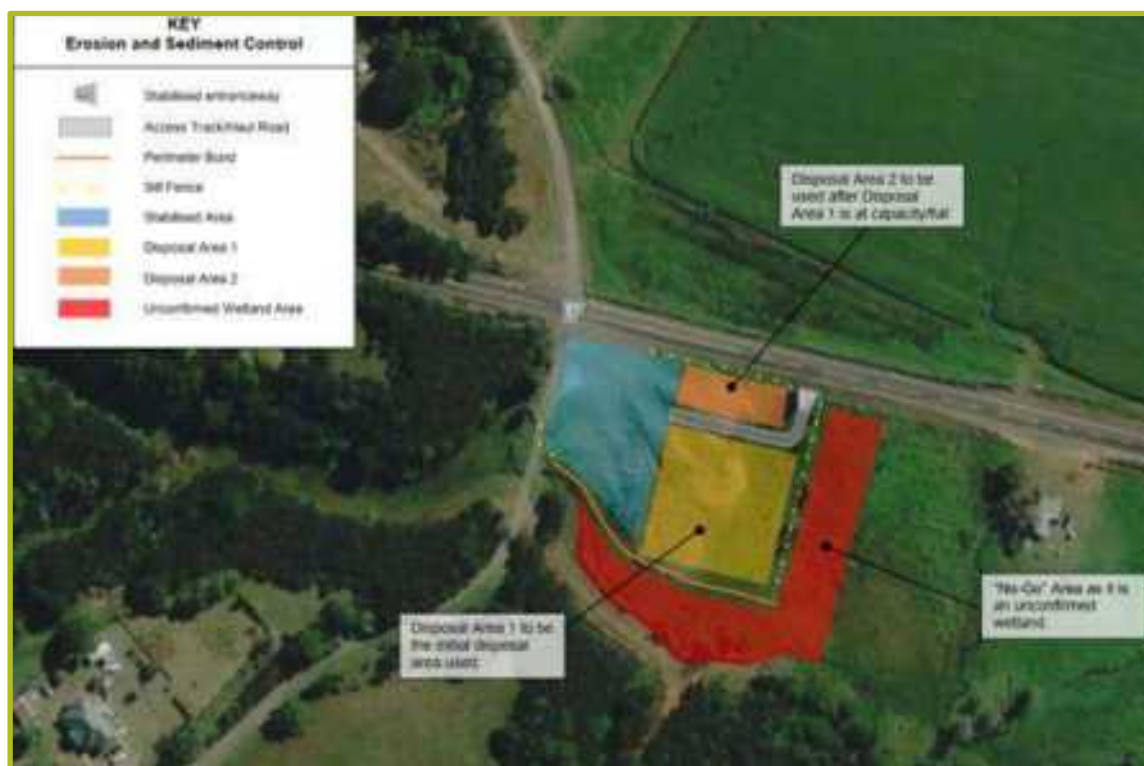 KEY
Erosion and Sediment Control
Stabilised entranceway
Access Track/Haul Road
Perimeter Bund
Silt Fence
Stabilised Area
Disposal Area 1
Disposal Area 2
Unconfirmed Wetland Area
Disposal Area 2 to be
used after Disposal
Area 1 is at capacity/full
"No-Go" Area as it is
an unconfirmed
wetland.
Disposal Area 1 to be
the initial disposal
area used.